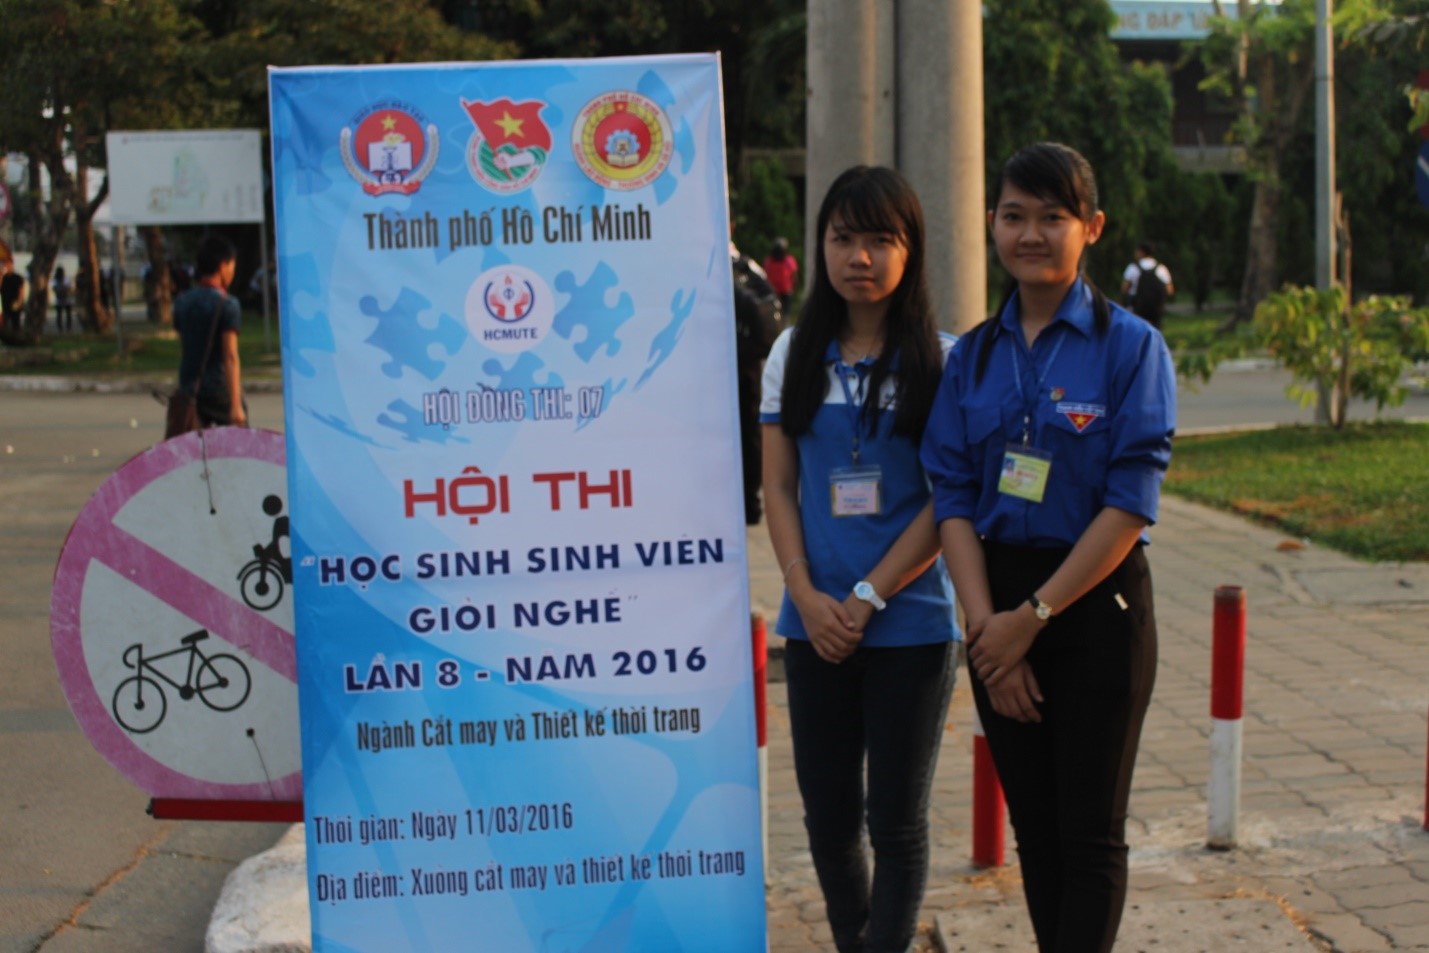 Thành phố Hồ Chí Minh
HCMUTE
HỘI ĐỒNG THI: 07
HỘI THI
"HỌC SINH SINH VIÊN
GIỎI NGHỀ"
LẦN 8 - NĂM 2016
Ngành Cắt may và Thiết kế thời trang
Thời gian: Ngày 11/03/2016
Địa điểm: Xưởng cắt may và thiết kế thời trang